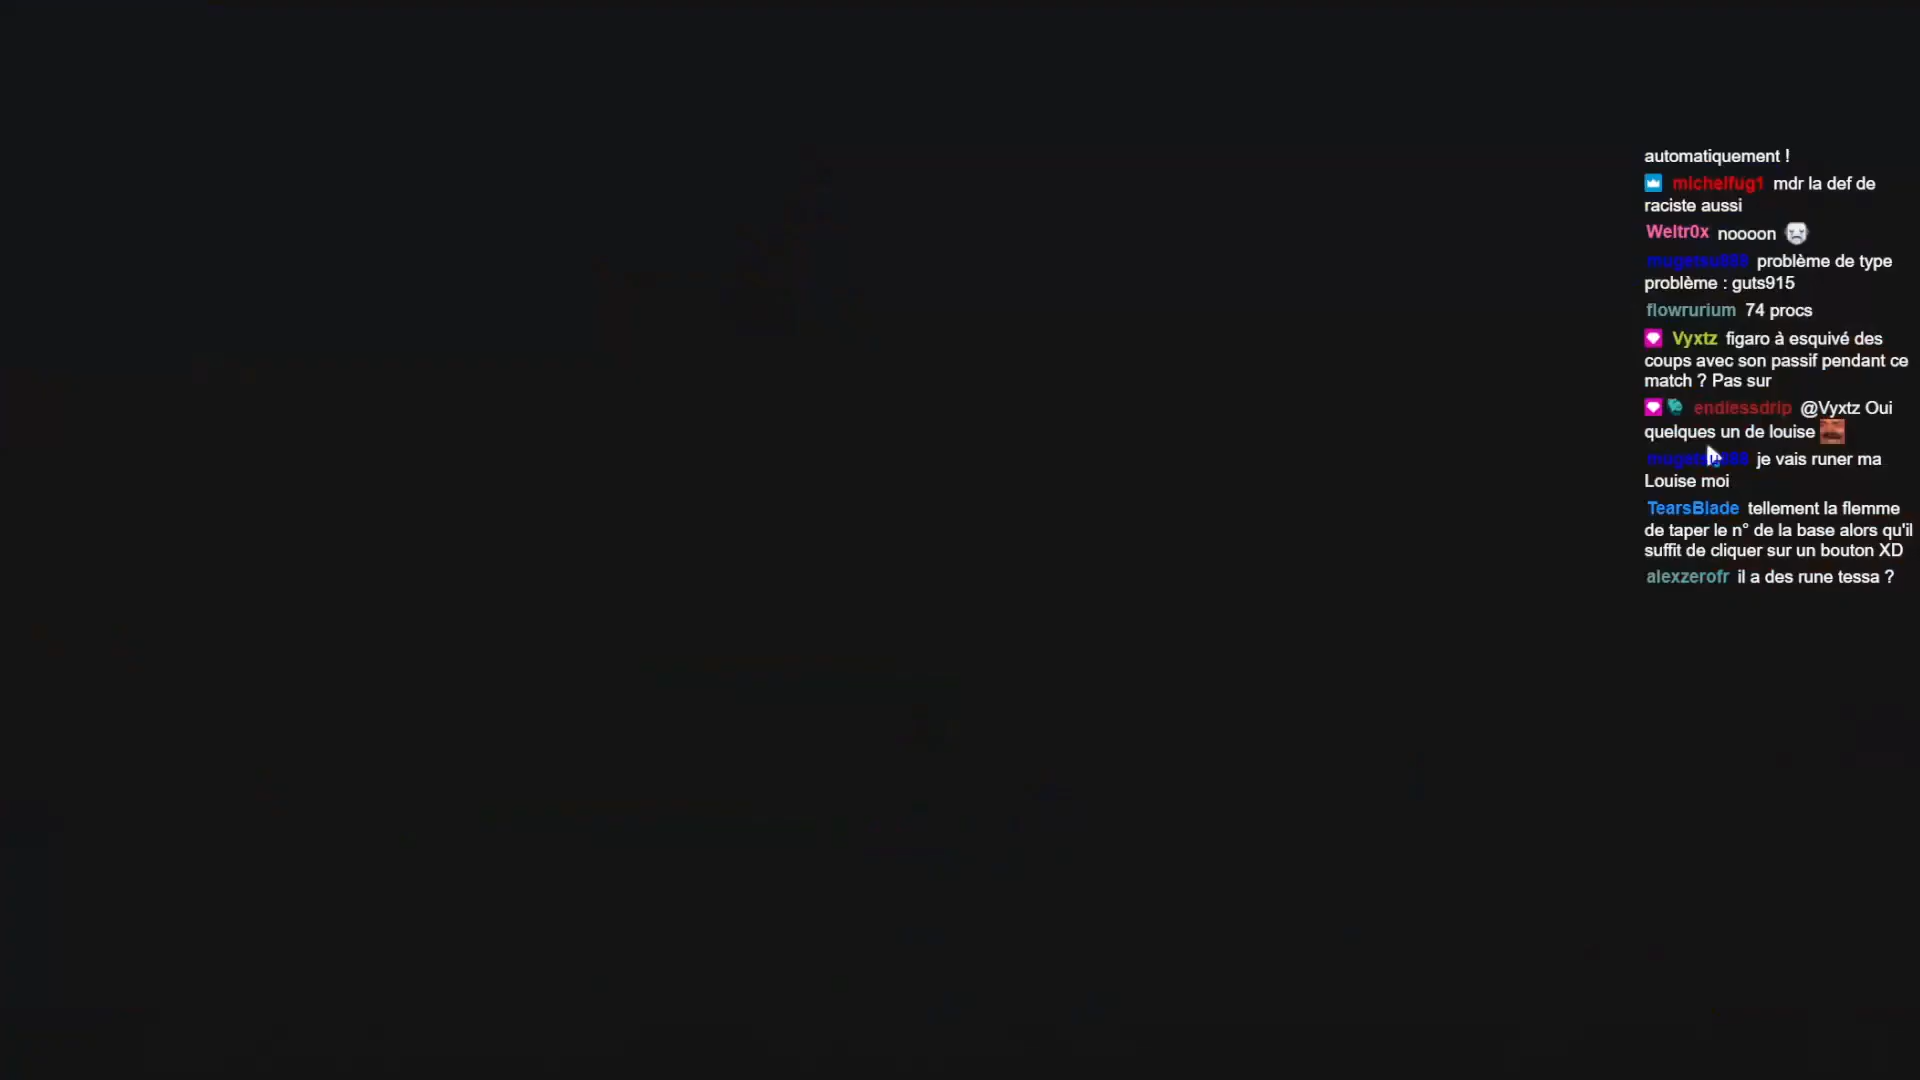 automatiquement !
michelfug1 mdr la def de
raciste aussi
Weltr0x noooon
mugetsu888 problème de type
problème : guts915
flowrurium 74 procs
Vyxtz figaro à esquivé des
coups avec son passif pendant ce
match ? Pas sur
endlessdrip @Vyxtz Oui
quelques un de louise
mugetsu888 je vais runer ma
Louise moi
TearsBlade tellement la flemme
de taper le n° de la base alors qu'il
suffit de cliquer sur un bouton XD
alexzerofr il a des rune tessa ?